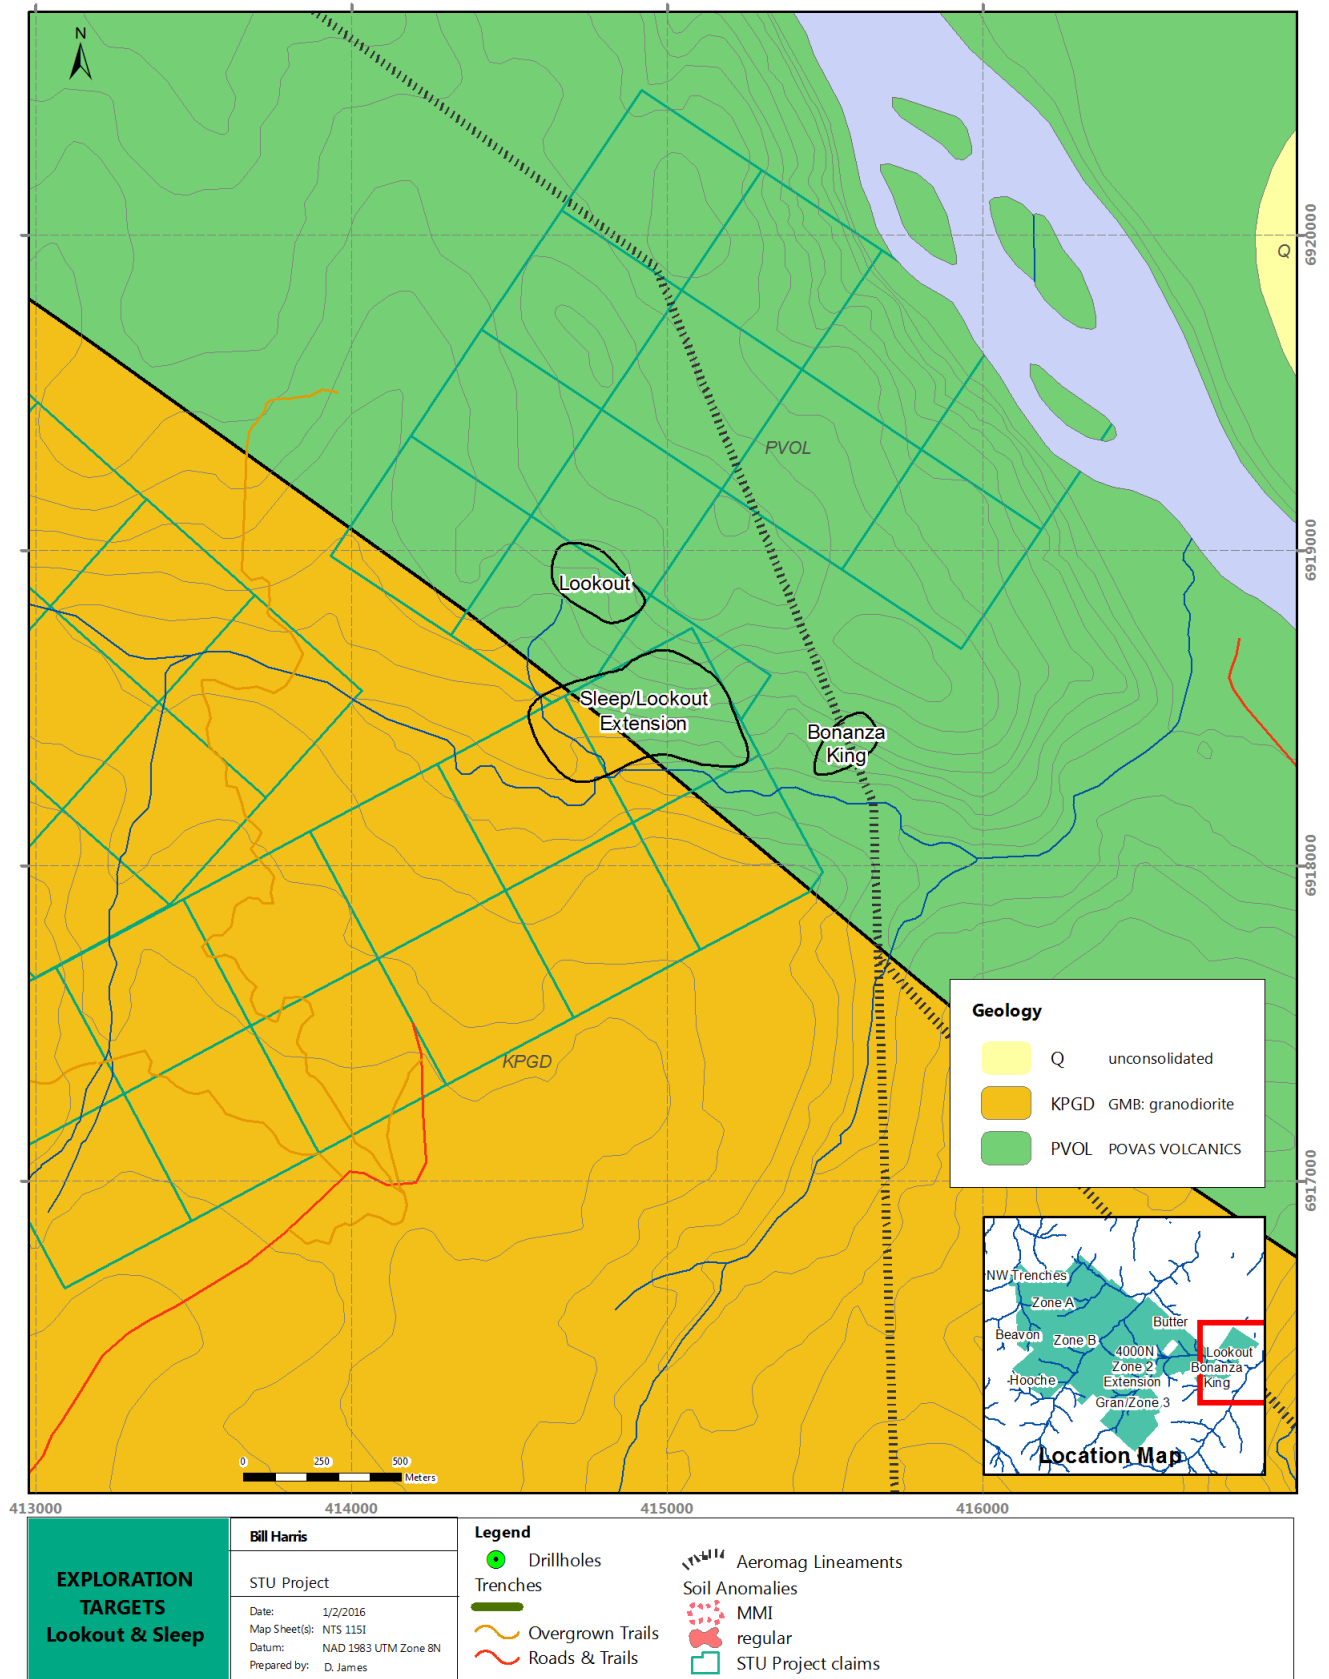 N
6920000
Q
PVOL
6919000
Lookout
Sleep/Lookout
Extension
Bonanza
King
6918000
Geology
Q unconsolidated
KPGD GMB: granodiorite
PVOL POVAS VOLCANICS
KPGD
6917000
NW Trenches
Zone A
Butter
Beavon
Zone B
4000N
Lookout
Zone 2
Bonanza
Hooche
Extension
King
Gran/Zone 3
Location Map
0 250 500
Meters
413000 414000 415000 416000
EXPLORATION
TARGETS
Lookout & Sleep
Bill Harris
STU Project
Date: 1/2/2016
Map Sheet(s): NTS 115I
Datum: NAD 1983 UTM Zone 8N
Prepared by: D. James
Legend
Drillholes
Trenches
Overgrown Trails
Roads & Trails
Aeromag Lineaments
Soil Anomalies
MMI
regular
STU Project claims